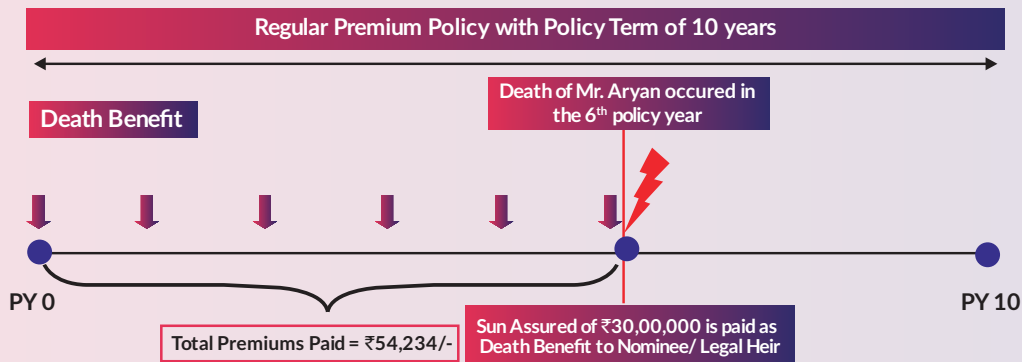 Regular Premium Policy with Policy Term of 10 years
Death of Mr. Aryan occured in
the 6th policy year
Death Benefit
PY 0
PY 10
Total Premiums Paid = ₹54,234/-
Sun Assured of ₹30,00,000 is paid as
Death Benefit to Nominee/ Legal Heir